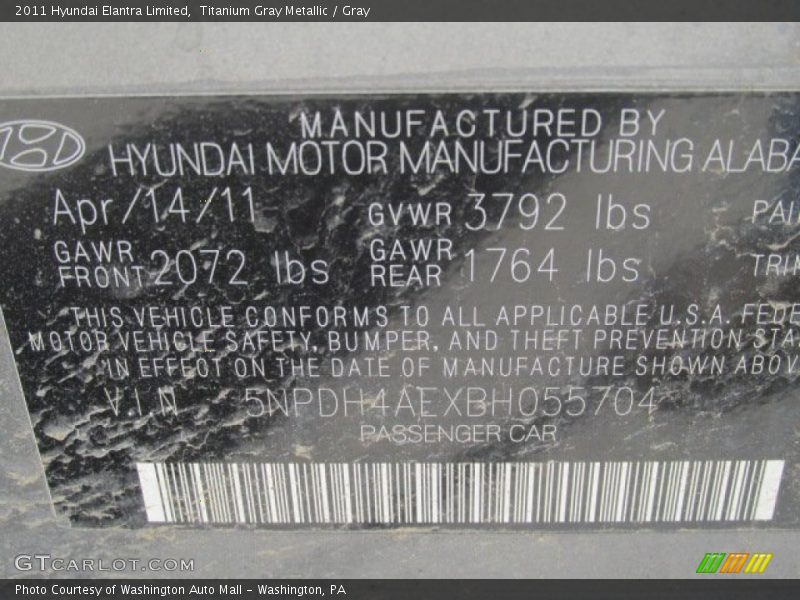 2011 Hyundai Elantra Limited, Titanium Gray Metallic / Gray
MANUFACTURED BY
HYUNDAI MOTOR MANUFACTURING ALABA
Apr/14/11 GVWR 3792 lbs PAI
GAWR FRONT 2072 lbs GAWR REAR 1764 lbs TRIM
THIS VEHICLE CONFORMS TO ALL APPLICABLE U.S.A. FEDE
MOTOR VEHICLE SAFETY, BUMPER, AND THEFT PREVENTION STA
IN EFFECT ON THE DATE OF MANUFACTURE SHOWN ABOV
VIN 5NPDH4AEXBH055704
PASSENGER CAR
GTCARLOT.COM
Photo Courtesy of Washington Auto Mall - Washington, PA